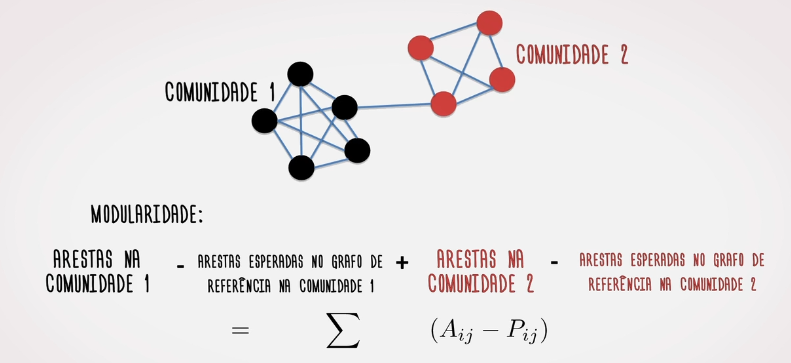 COMUNIDADE 2
COMUNIDADE 1
MODULARIDADE:
ARESTAS NA COMUNIDADE 1 - ARESTAS ESPERADAS NO GRAFO DE REFERÊNCIA NA COMUNIDADE 1 + ARESTAS NA COMUNIDADE 2 - ARESTAS ESPERADAS NO GRAFO DE REFERÊNCIA NA COMUNIDADE 2
= ∑ (A_{ij} − P_{ij})